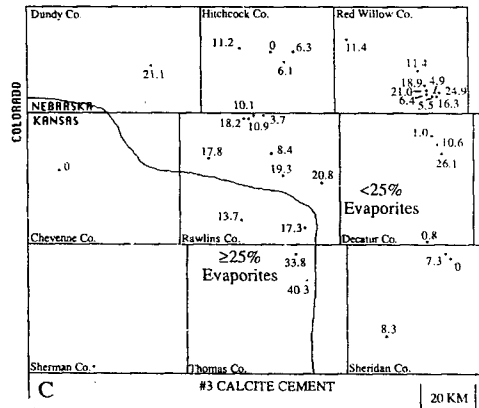 Dundy Co. Hitchcock Co. Red Willow Co.
11.2 0 6.3 11.4
21.1 6.1 11.4
18.9 4.9
21.0 24.9
6.4 5.5 16.3
COLORADO
NEBRASKA
KANSAS
10.1
18.2 10.9 3.7
1.0 10.6
17.8 8.4 26.1
0 19.3 20.8
<25%
Evaporites
13.7 17.3
Cheyenne Co. Rawlins Co. Decatur Co. 0.8
≥25%
Evaporites
33.8 7.3 0
40.3
8.3
Sherman Co. Thomas Co. Sheridan Co.
C #3 CALCITE CEMENT 20 KM